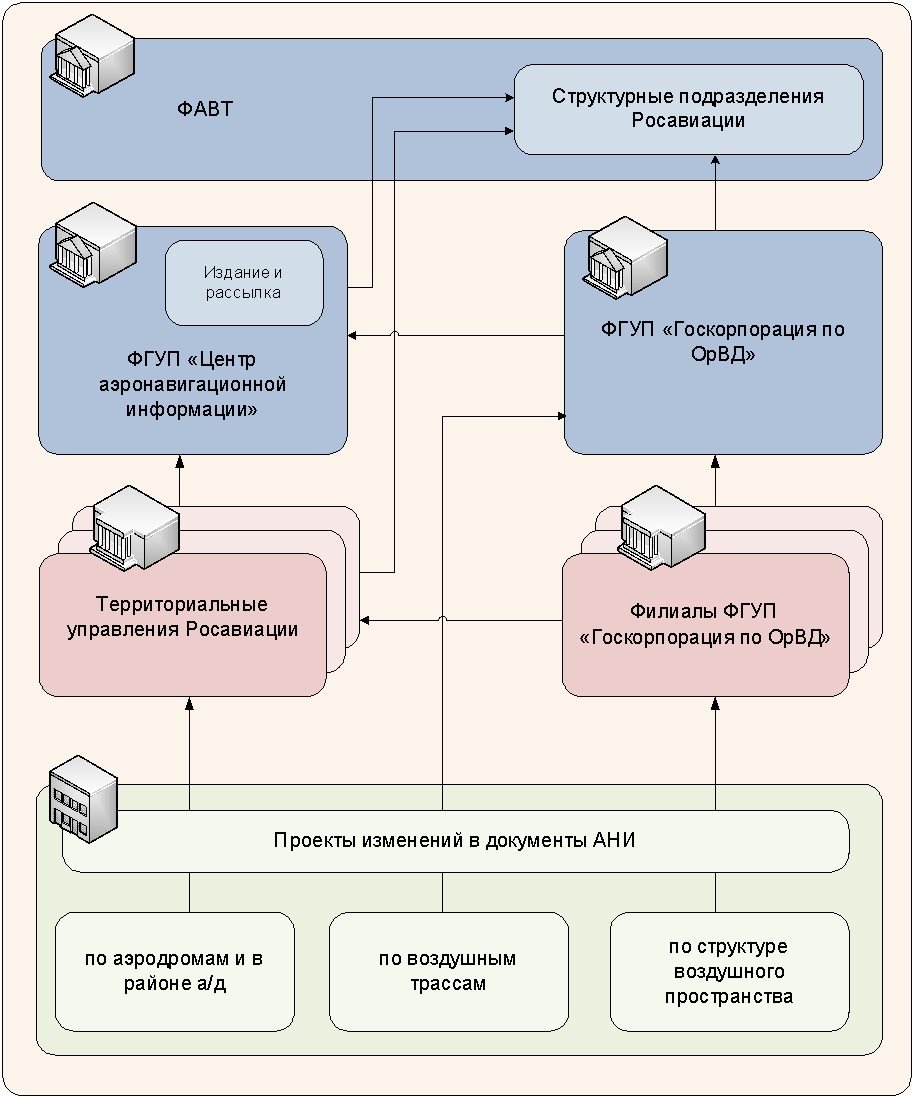 ФАВТ
Структурные подразделения
Росавиации
Издание и
рассылка
ФГУП «Центр
аэронавигационной
информации»
ФГУП «Госкорпорация по
ОрВД»
Территориальные
управления Росавиации
Филиалы ФГУП
«Госкорпорация по ОрВД»
Проекты изменений в документы АНИ
по аэродромам и в
районе а/д
по воздушным
трассам
по структуре
воздушного
пространства